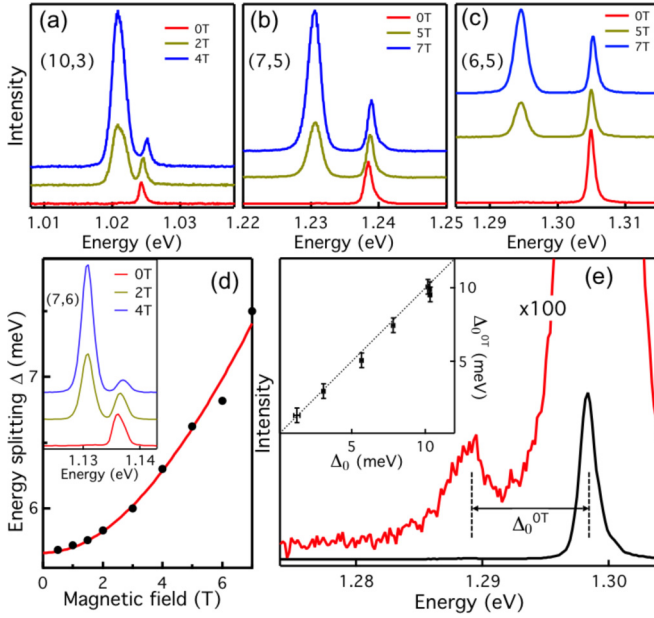 (a)
0T
2T
4T
(10,3)
Intensity
1.01
1.02
1.03
Energy (eV)
(b)
0T
5T
7T
(7,5)
1.22
1.23
1.24
1.25
Energy (eV)
(c)
0T
5T
7T
(6,5)
1.29
1.30
1.31
Energy (eV)
(d)
0T
2T
4T
(7,6)
1.13
1.14
Energy (eV)
Energy splitting Δ (meV)
7
6
0
2
4
6
Magnetic field (T)
(e)
x100
Intensity
10
5
Δ₀⁰ᵀ (meV)
5
10
Δ₀ (meV)
Δ₀⁰ᵀ
1.28
1.29
1.30
Energy (eV)